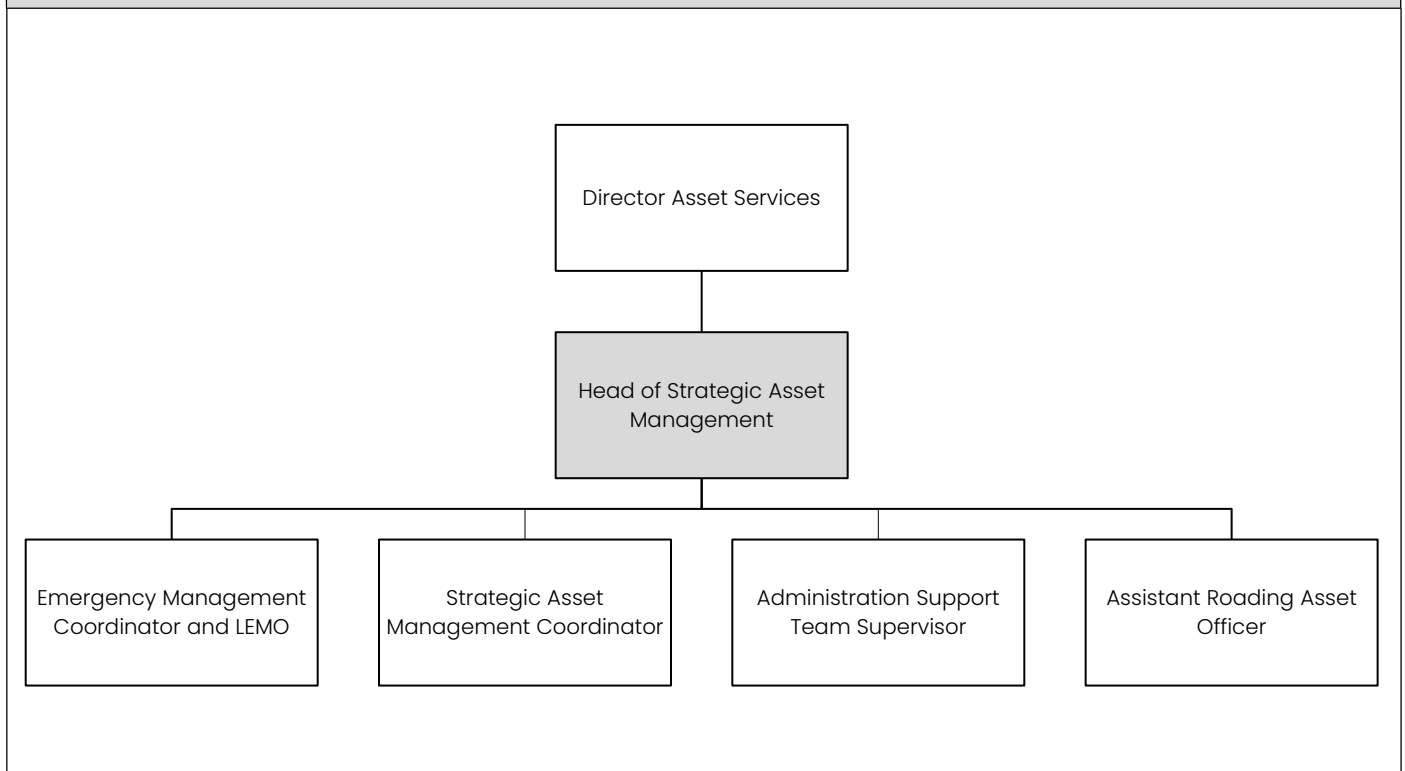 Director Asset Services
Head of Strategic Asset
Management
Emergency Management
Coordinator and LEMO
Strategic Asset
Management Coordinator
Administration Support
Team Supervisor
Assistant Roading Asset
Officer